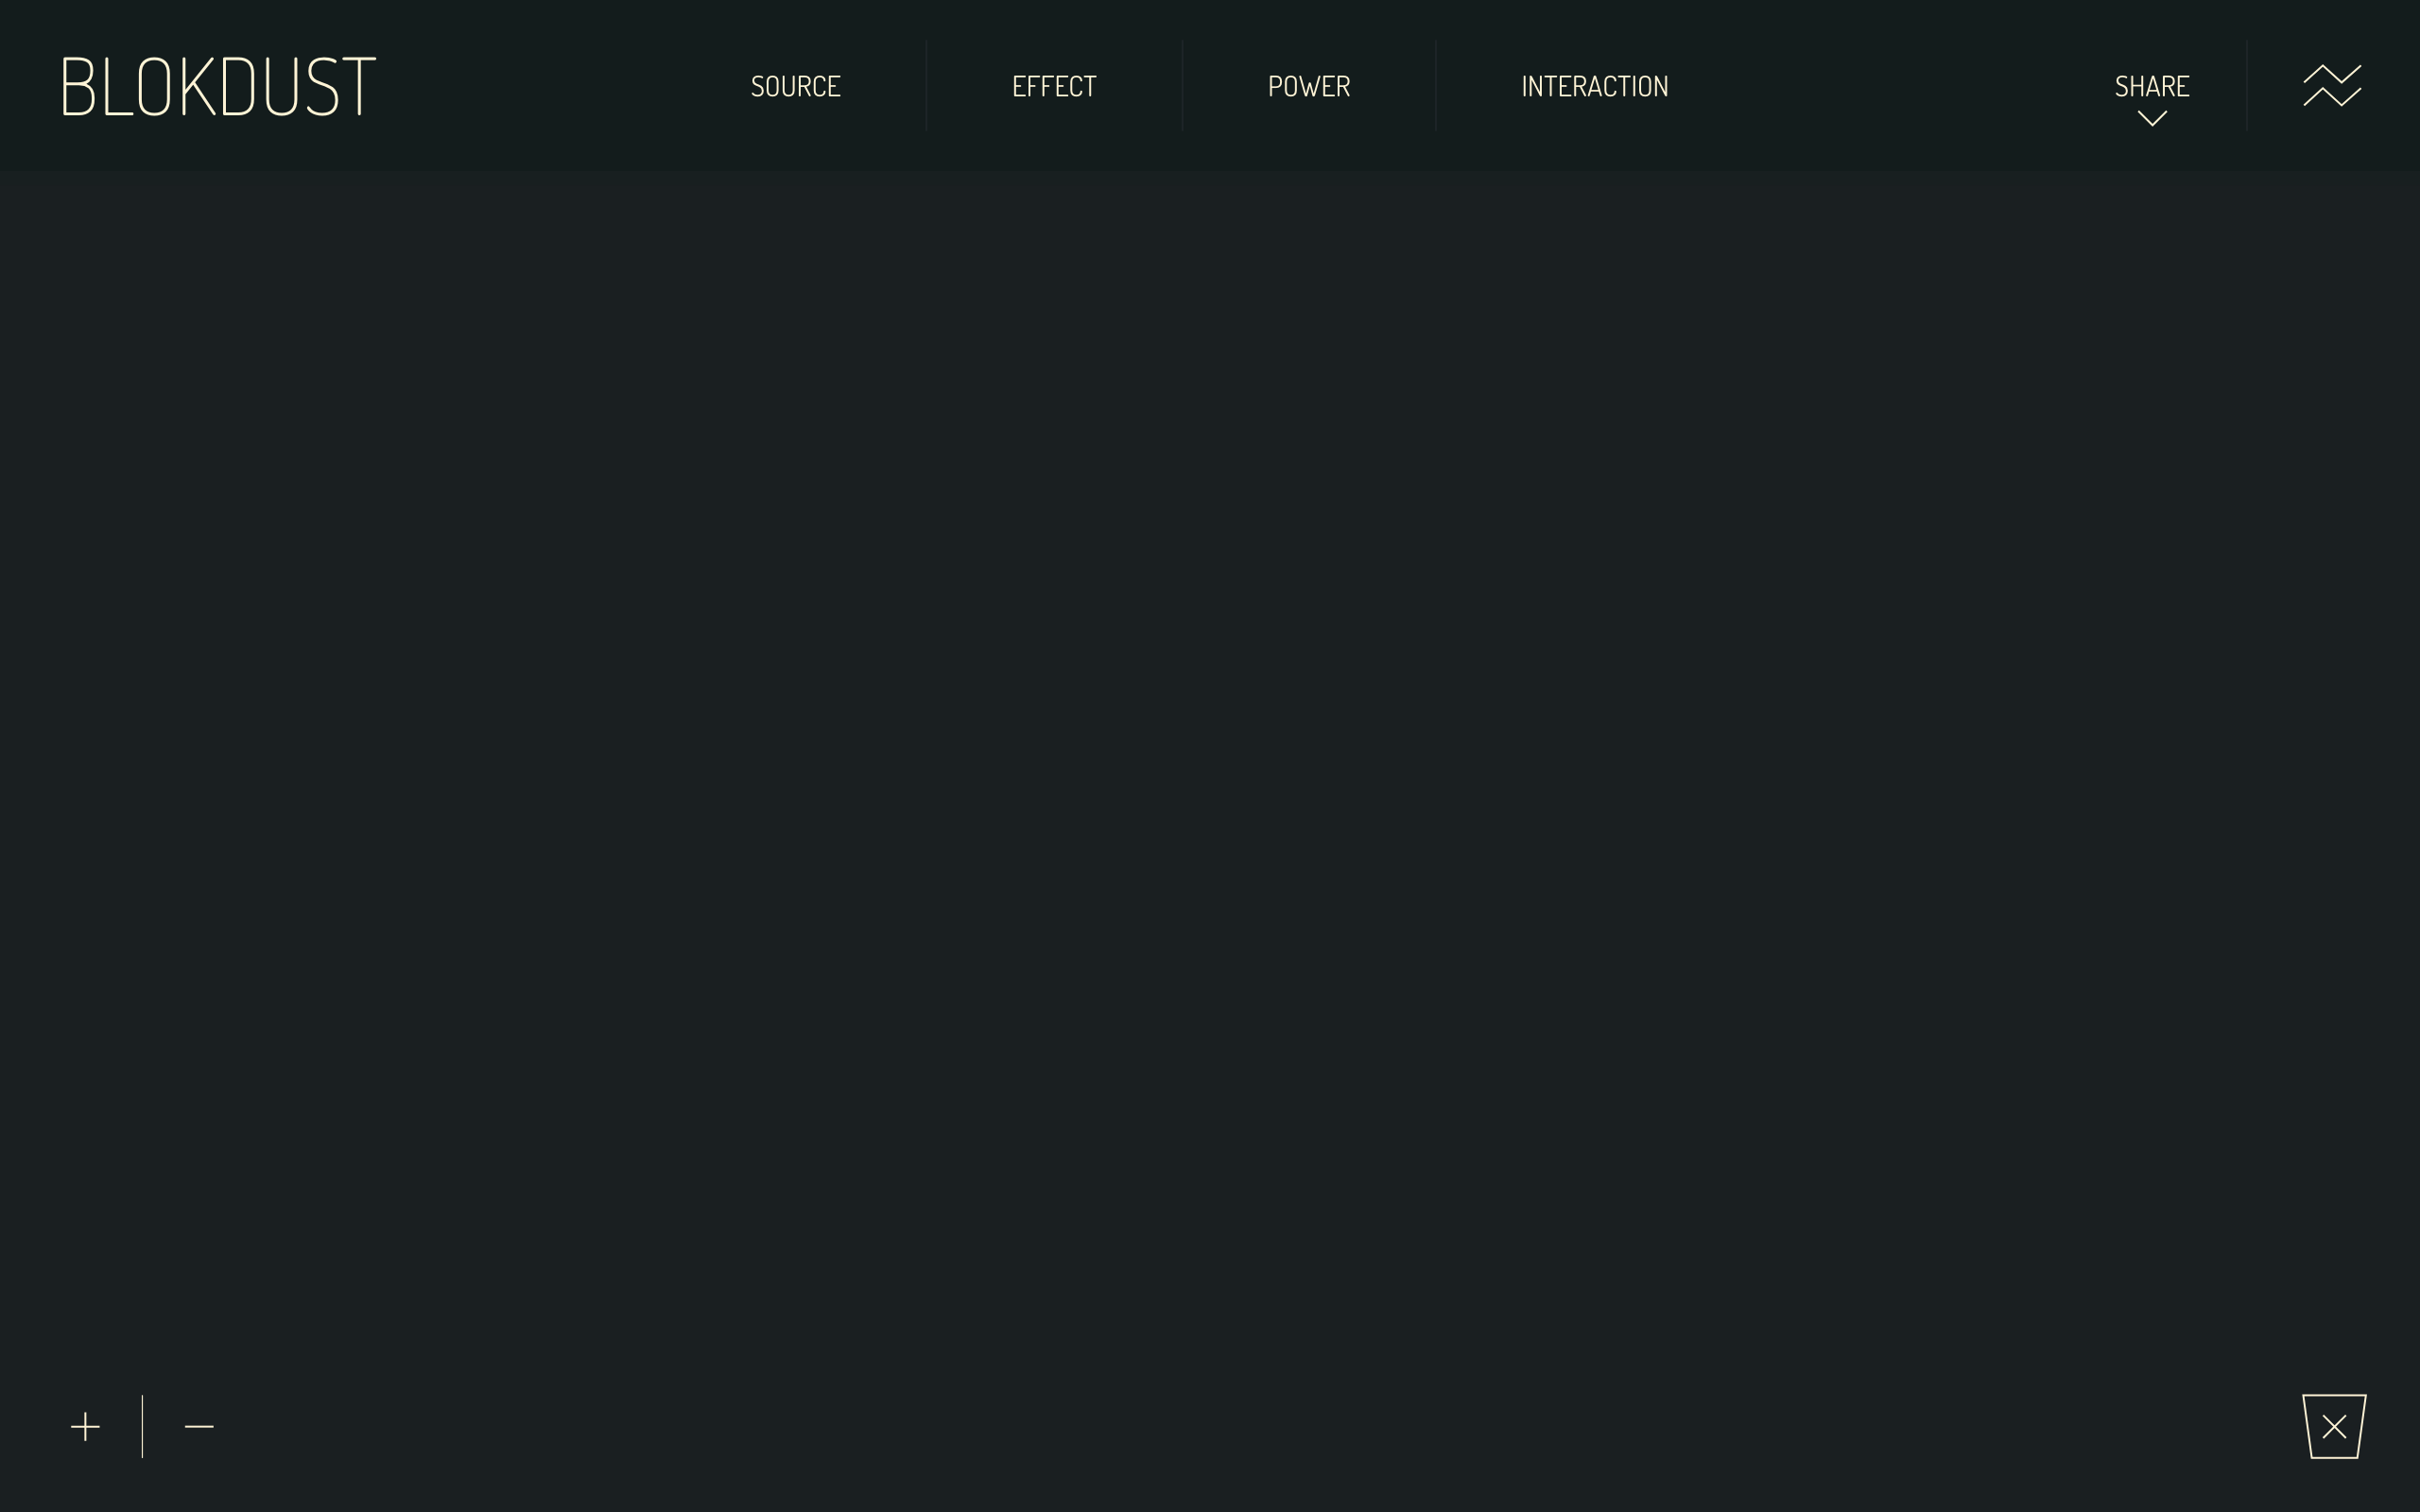 BLOKDUST
SOURCE
EFFECT
POWER
INTERACTION
SHARE